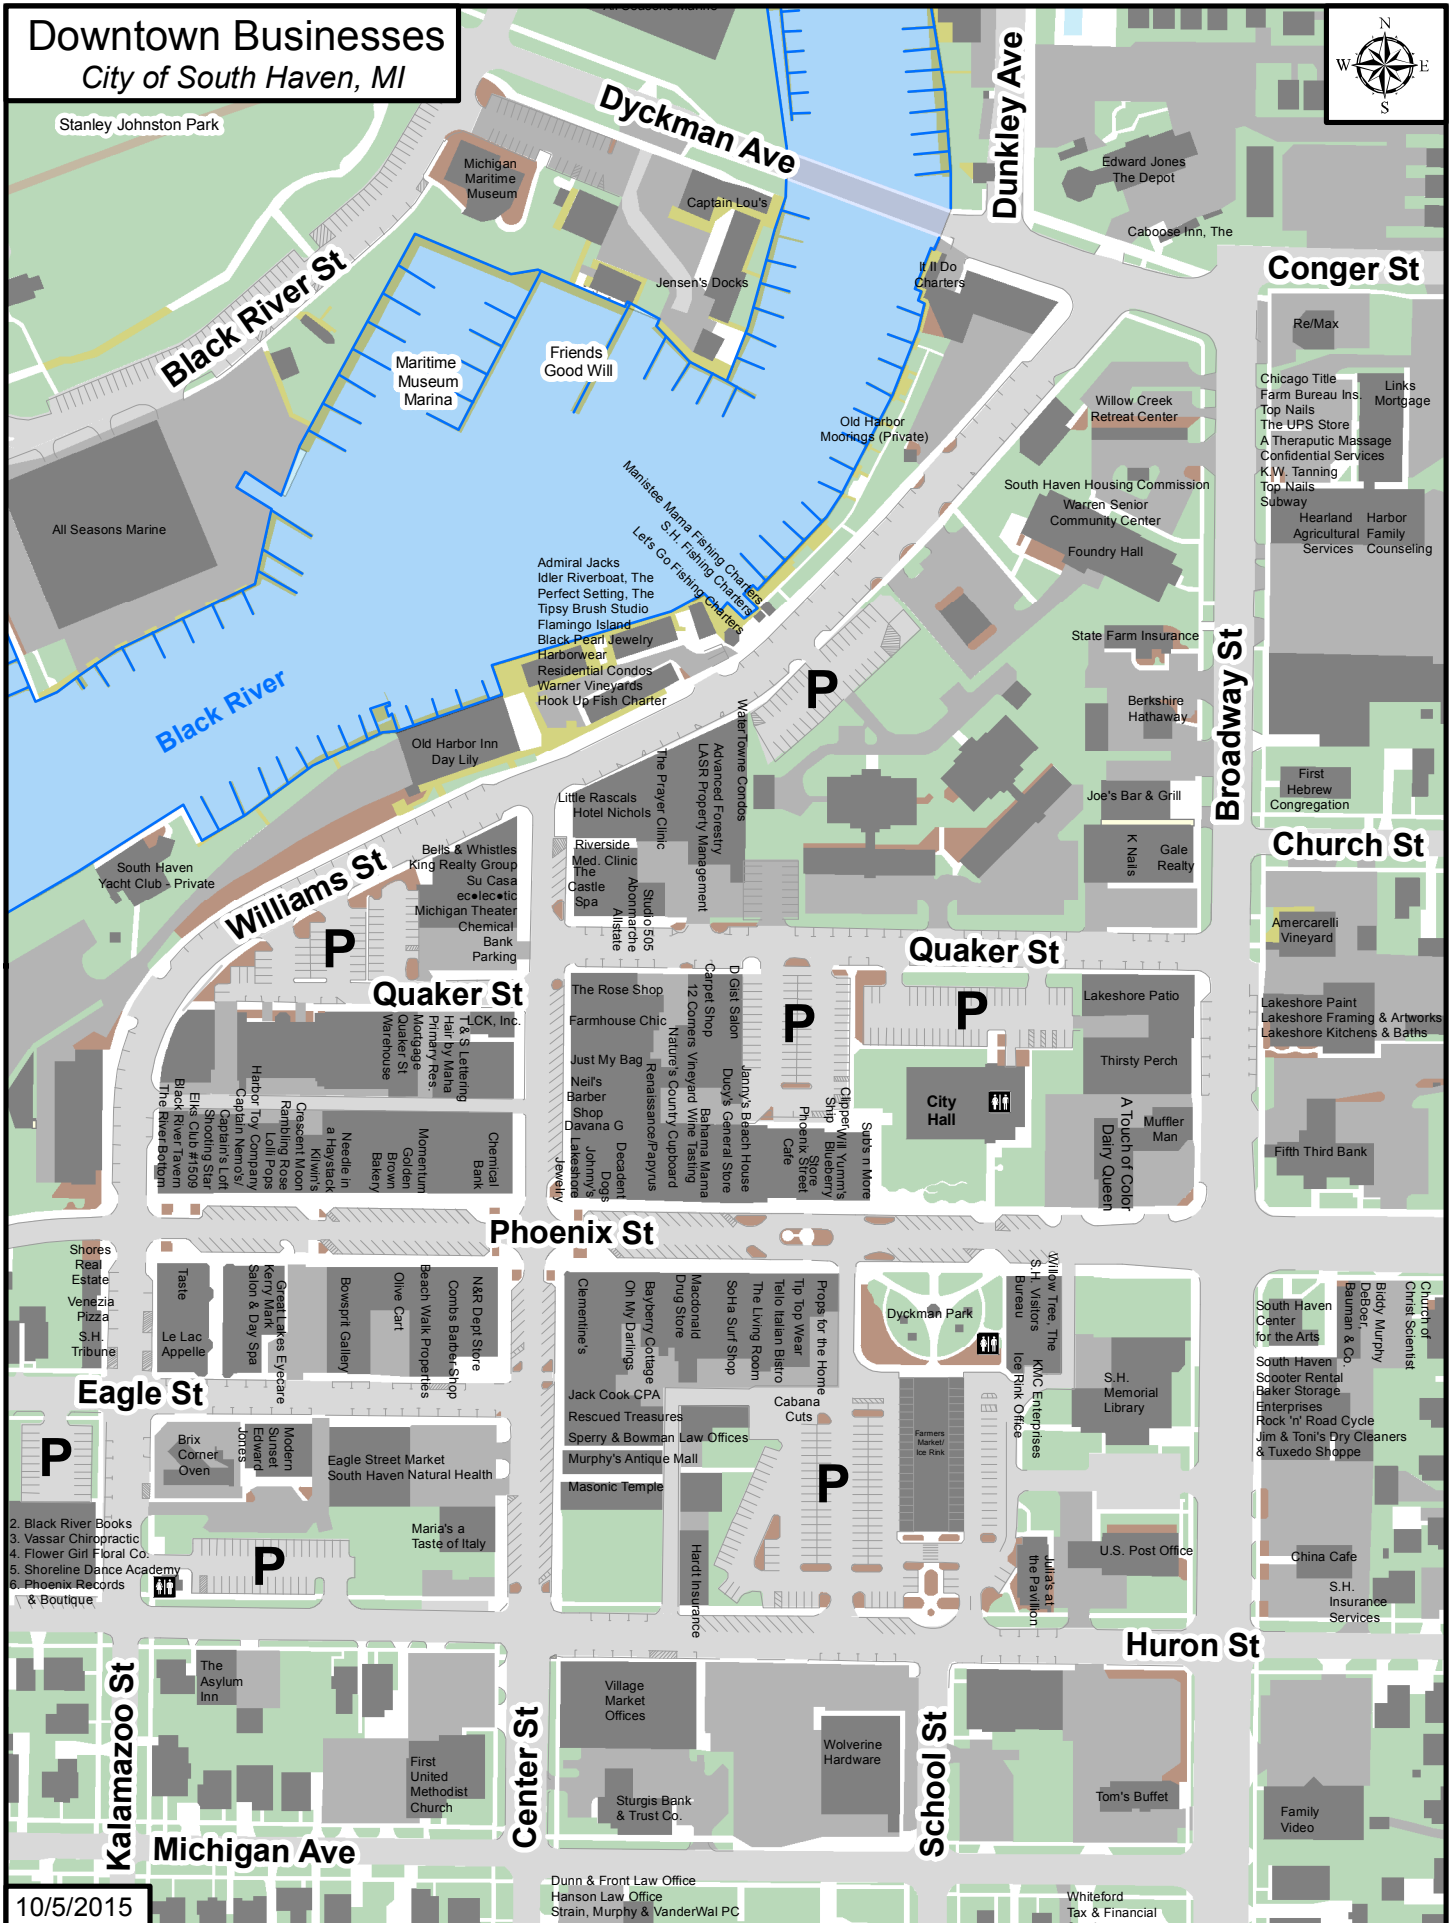 All Seasons Marine
Downtown Businesses
City of South Haven, MI
N
W
E
S
Stanley Johnston Park
Dyckman Ave
Dunkley Ave
Michigan
Maritime
Museum
Edward Jones
The Depot
Captain Lou's
Caboose Inn, The
Black River St
It ll Do
Charters
Jensen's Docks
Conger St
Re/Max
Maritime
Museum
Marina
Friends
Good Will
Chicago Title
Farm Bureau Ins.
Top Nails
The UPS Store
A Theraputic Massage
Confidential Services
K.W. Tanning
Top Nails
Subway
Links
Mortgage
Willow Creek
Retreat Center
Old Harbor
Moorings (Private)
South Haven Housing Commission
Warren Senior
Community Center
Foundry Hall
Hearland
Agricultural
Services
Harbor
Family
Counseling
All Seasons Marine
Manistee Mama Fishing Charters
S.H. Fishing Charters
Let's Go Fishing Charters
Admiral Jacks
Idler Riverboat, The
Perfect Setting, The
Tipsy Brush Studio
Flamingo Island
Black Pearl Jewelry
Harborwear
Residential Condos
Warner Vineyards
Hook Up Fish Charter
State Farm Insurance
Broadway St
Black River
P
Berkshire
Hathaway
Old Harbor Inn
Day Lily
WaterTowne Condos
Advanced Forestry
LASR Property Management
The Prayer Clinic
Little Rascals
Hotel Nichols
Joe's Bar & Grill
First
Hebrew
Congregation
Church St
K Nails
Gale
Realty
Riverside
Med. Clinic
The
Castle
Spa
Studio 505
Abonmarche
Allstate
South Haven
Yacht Club - Private
Williams St
Bells & Whistles
King Realty Group
Su Casa
ec●lec●tic
Michigan Theater
Chemical
Bank
Parking
P
Amercarelli
Vineyard
Quaker St
Quaker St
The Rose Shop
Farmhouse Chic
Just My Bag
Neil's
Barber
Shop
Davana G
D Gist Salon
Carpet Shop
12 Corners Vineyard Wine Tasting
Nature's Country Cupboard
Renaissance/Papyrus
P
P
Lakeshore Patio
Lakeshore Paint
Lakeshore Framing & Artworks
Lakeshore Kitchens & Baths
LCK, Inc.
T & S Lettering
Hair by Maha
Primary Res.
Mortgage
Quaker St
Warehouse
Thirsty Perch
City
Hall
A Touch of Color
Dairy Queen
Muffler
Man
Fifth Third Bank
The River Bottom
Black River Tavern
Elks Club #1509
Shooting Star
Captain's Loft
Captain Nemo's/
Harbor Toy Company
Lolli Pops
Rambling Rose
Crescent Moon
Kilwin's
Needle in
a Haystack
Golden
Brown
Bakery
Momentum
Chemical
Bank
Lakeshore
Jewelry
Johnny's
Decadent
Dogs
Bahama Mama
Ducy's General Store
Janny's Beach House
Phoenix Street
Cafe
Blueberry
Store
Clipper
Ship
Will Yumm's
Sub's n More
Phoenix St
Shores
Real
Estate
Venezia
Pizza
S.H.
Tribune
Taste
Le Lac
Appelle
Great Lakes Eyecare
Kerry Mark
Salon & Day Spa
Bowsprit Gallery
Olive Cart
Beach Walk Properties
Combs Barber Shop
N&R Dept Store
Clementine's
Oh My Darlings
Bayberry Cottage
Macdonald
Drug Store
SoHa Surf Shop
The Living Room
Tello Italian Bistro
Tip Top Wear
Props for the Home
Dyckman Park
Willow Tree, The
S.H. Visitors
Bureau
KMC Enterprises
Ice Rink Office
South Haven
Center
for the Arts
DeBoer,
Bauman & Co.
Biddy Murphy
Church of
Christ Scientist
South Haven
Scooter Rental
Baker Storage
Enterprises
Rock 'n' Road Cycle
Jim & Toni's Dry Cleaners
& Tuxedo Shoppe
S.H.
Memorial
Library
Eagle St
Jack Cook CPA
Rescued Treasures
Sperry & Bowman Law Offices
Murphy's Antique Mall
Masonic Temple
Cabana
Cuts
Farmers
Market/
Ice Rink
P
Brix
Corner
Oven
Modern
Sunset
Edward
Jones
Eagle Street Market
South Haven Natural Health
P
2. Black River Books
3. Vassar Chiropractic
4. Flower Girl Floral Co.
5. Shoreline Dance Academy
6. Phoenix Records
& Boutique
P
Maria's a
Taste of Italy
Hardt Insurance
Julia's at
the Pavillion
U.S. Post Office
China Cafe
S.H.
Insurance
Services
Huron St
The
Asylum
Inn
Kalamazoo St
Center St
Village
Market
Offices
School St
Wolverine
Hardware
First
United
Methodist
Church
Sturgis Bank
& Trust Co.
Tom's Buffet
Family
Video
Michigan Ave
Dunn & Front Law Office
Hanson Law Office
Strain, Murphy & VanderWal PC
Whiteford
Tax & Financial
10/5/2015